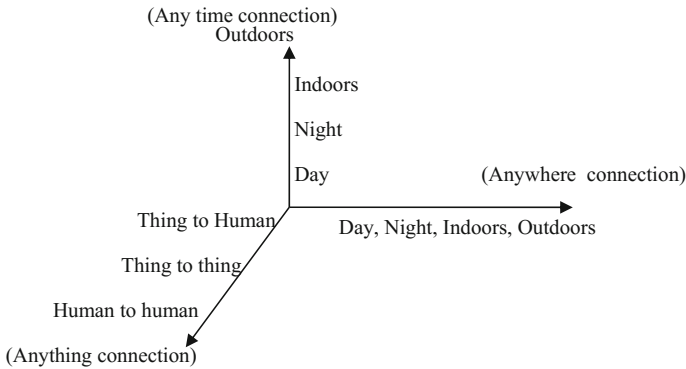 (Any time connection)
Outdoors
Indoors
Night
Day
(Anywhere connection)
Thing to Human
Day, Night, Indoors, Outdoors
Thing to thing
Human to human
(Anything connection)